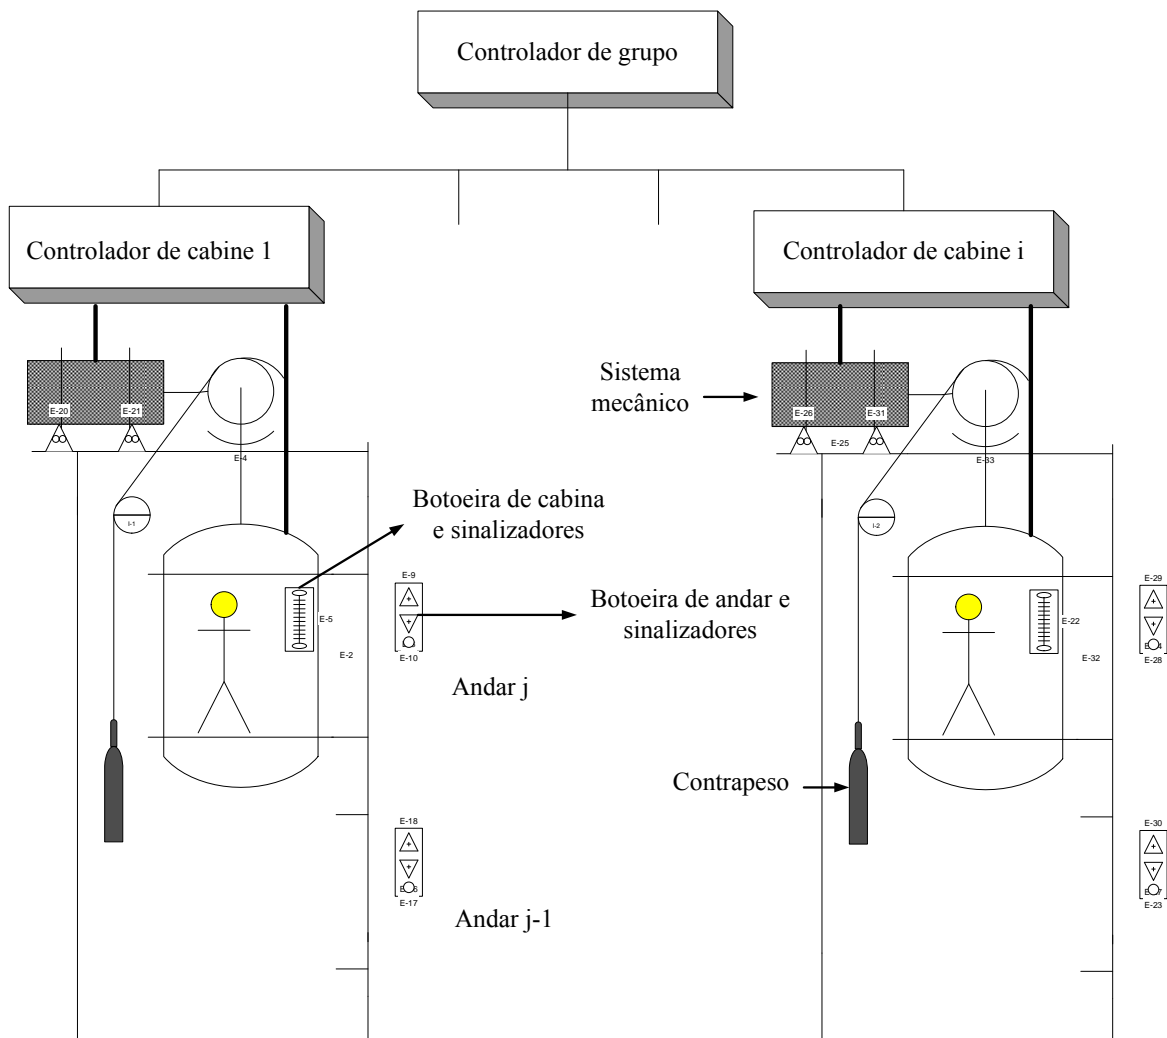 Controlador de grupo
Controlador de cabine 1
Controlador de cabine i
E-20
E-21
E-4
I-1
Sistema
mecânico
E-26
E-31
E-25
E-33
I-2
Botoeira de cabina
e sinalizadores
E-9
E-5
E-2
E-10
Botoeira de andar e
sinalizadores
E-29
E-22
E-32
E-28
Andar j
Contrapeso
E-18
E-17
Andar j-1
E-30
E-23